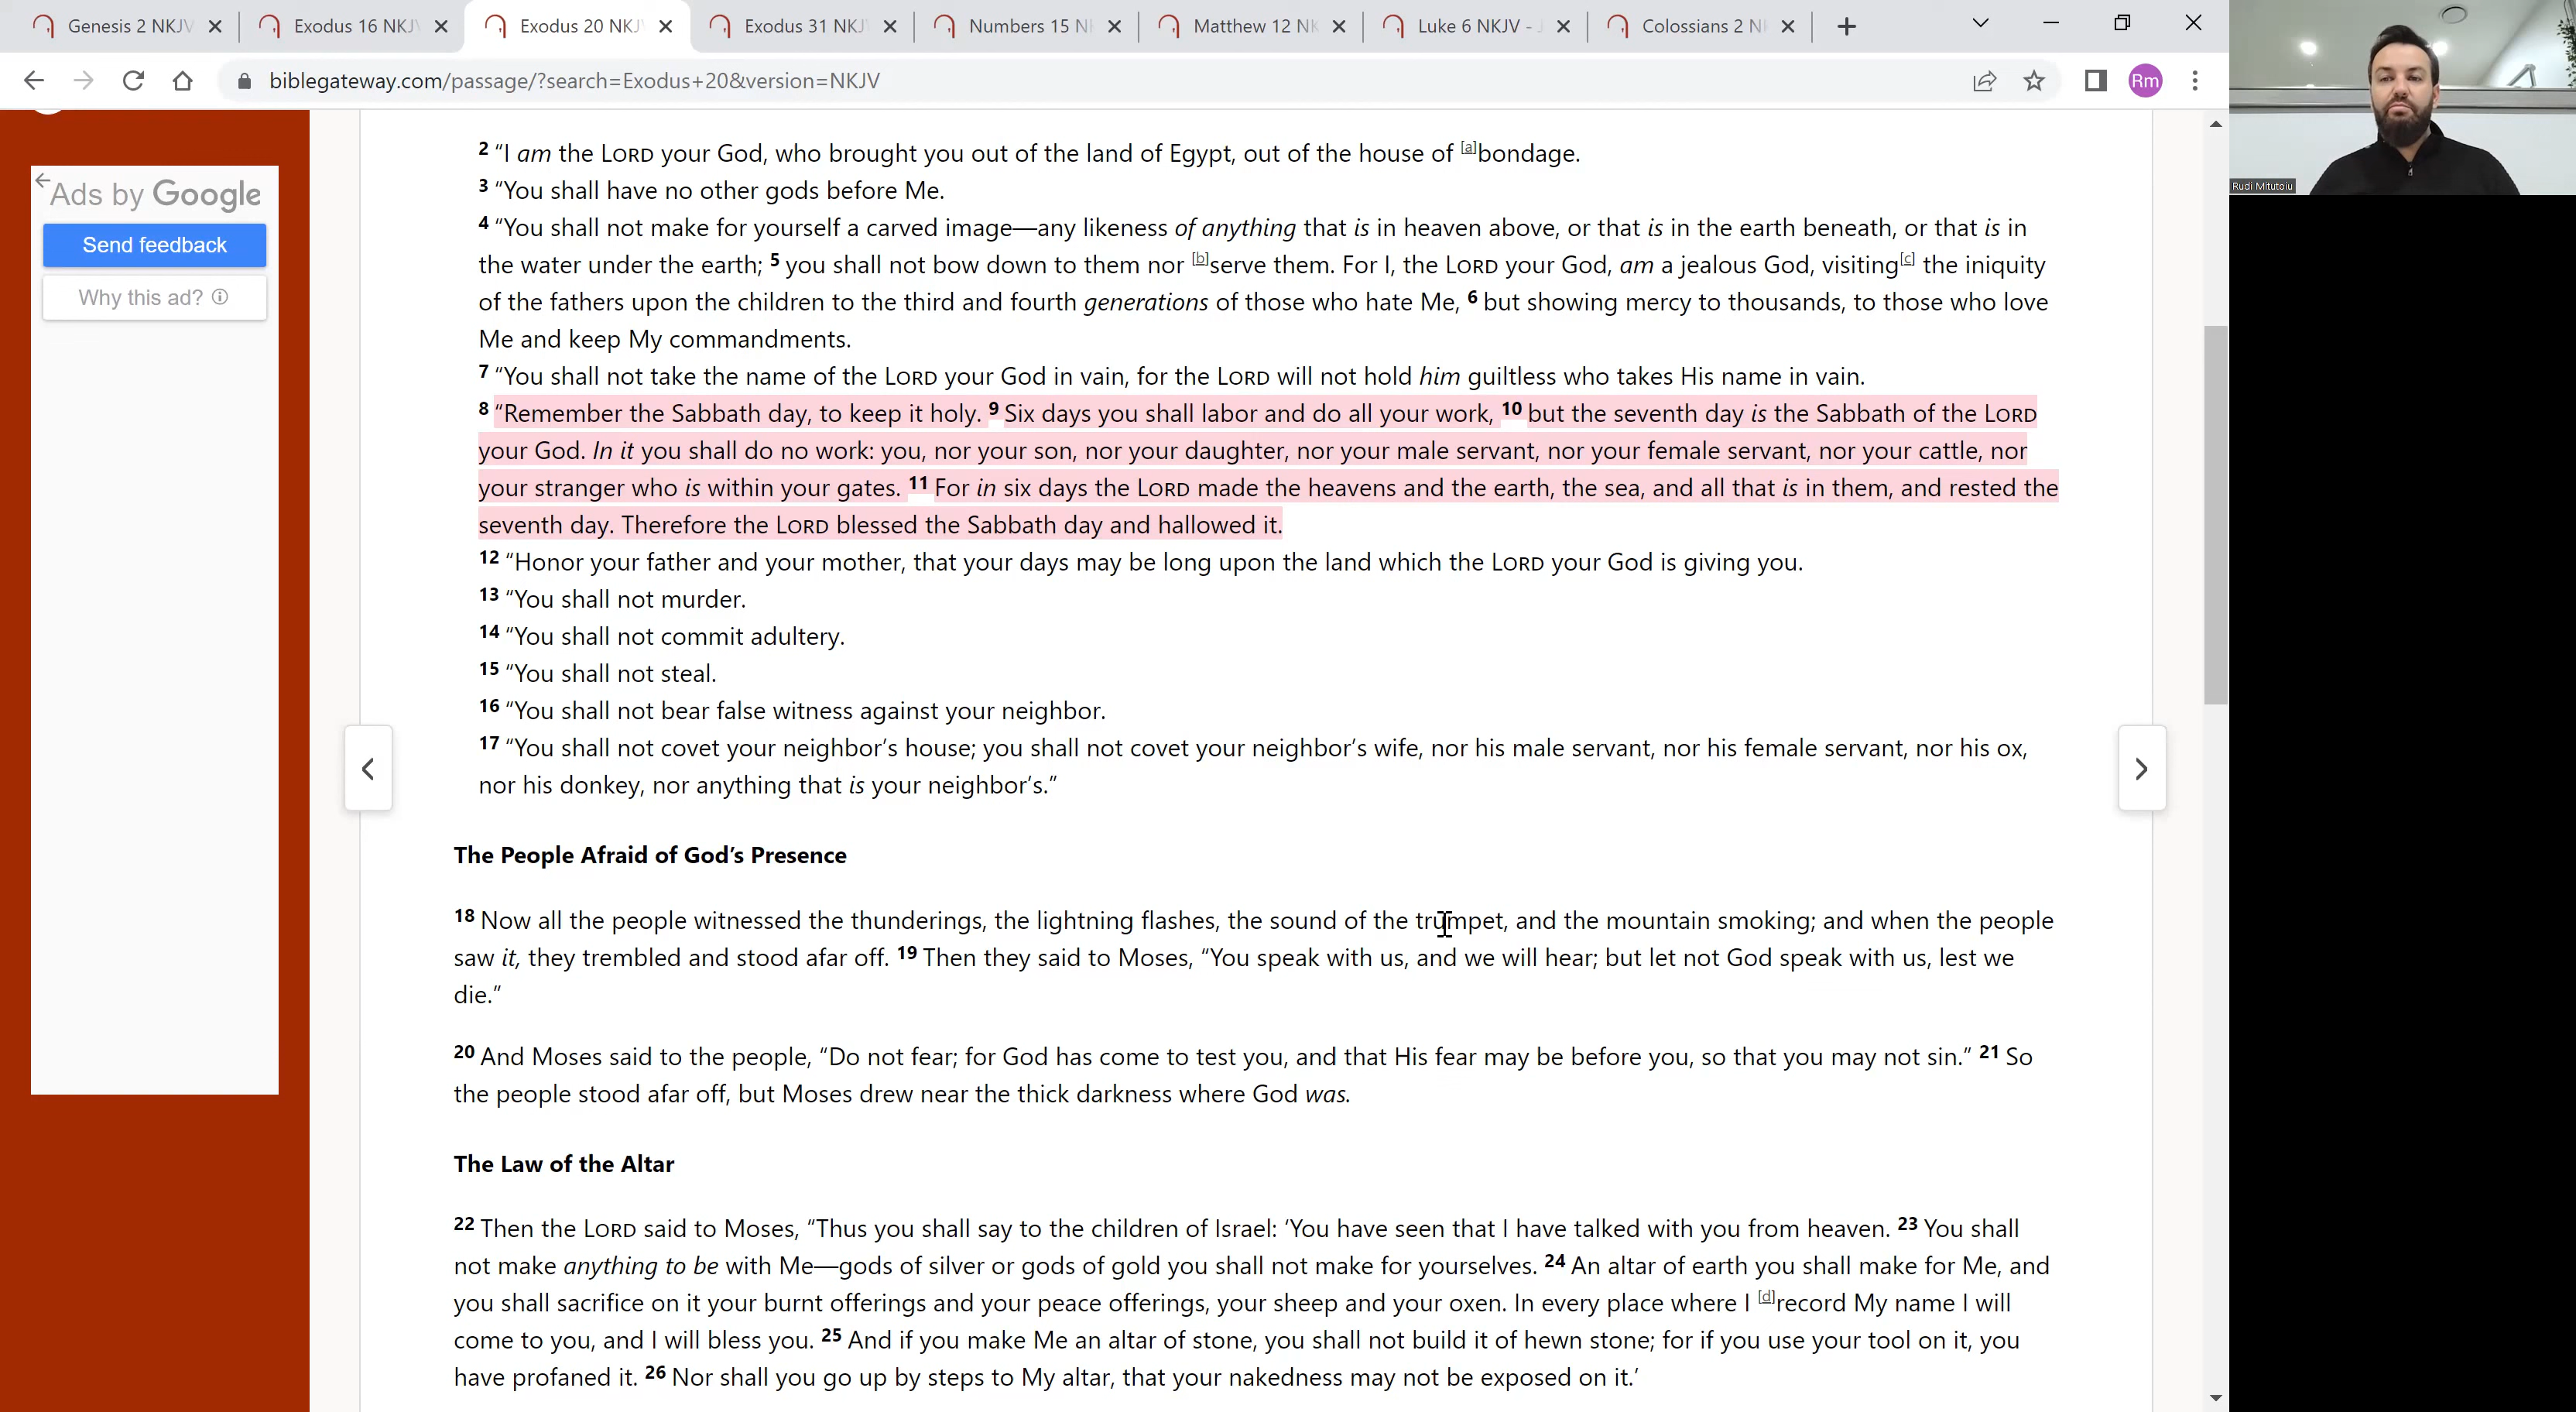 Genesis 2 NKJV
Exodus 16 NKJV
Exodus 20 NKJV
Exodus 31 NKJV
Numbers 15 N
Matthew 12 NK
Luke 6 NKJV -
Colossians 2 N
biblegateway.com/passage/?search=Exodus+20&version=NKJV
Rm
Rudi Mitutoiu
Ads by Google
Send feedback
Why this ad?
2 “I am the LORD your God, who brought you out of the land of Egypt, out of the house of [a]bondage.
3 “You shall have no other gods before Me.
4 “You shall not make for yourself a carved image—any likeness of anything that is in heaven above, or that is in the earth beneath, or that is in
the water under the earth; 5 you shall not bow down to them nor [b]serve them. For I, the LORD your God, am a jealous God, visiting[c] the iniquity
of the fathers upon the children to the third and fourth generations of those who hate Me, 6 but showing mercy to thousands, to those who love
Me and keep My commandments.
7 “You shall not take the name of the LORD your God in vain, for the LORD will not hold him guiltless who takes His name in vain.
8 “Remember the Sabbath day, to keep it holy. 9 Six days you shall labor and do all your work, 10 but the seventh day is the Sabbath of the LORD
your God. In it you shall do no work: you, nor your son, nor your daughter, nor your male servant, nor your female servant, nor your cattle, nor
your stranger who is within your gates. 11 For in six days the LORD made the heavens and the earth, the sea, and all that is in them, and rested the
seventh day. Therefore the LORD blessed the Sabbath day and hallowed it.
12 “Honor your father and your mother, that your days may be long upon the land which the LORD your God is giving you.
13 “You shall not murder.
14 “You shall not commit adultery.
15 “You shall not steal.
16 “You shall not bear false witness against your neighbor.
17 “You shall not covet your neighbor’s house; you shall not covet your neighbor’s wife, nor his male servant, nor his female servant, nor his ox,
nor his donkey, nor anything that is your neighbor’s.”
The People Afraid of God’s Presence
18 Now all the people witnessed the thunderings, the lightning flashes, the sound of the trumpet, and the mountain smoking; and when the people
saw it, they trembled and stood afar off. 19 Then they said to Moses, “You speak with us, and we will hear; but let not God speak with us, lest we
die.”
20 And Moses said to the people, “Do not fear; for God has come to test you, and that His fear may be before you, so that you may not sin.” 21 So
the people stood afar off, but Moses drew near the thick darkness where God was.
The Law of the Altar
22 Then the LORD said to Moses, “Thus you shall say to the children of Israel: ‘You have seen that I have talked with you from heaven. 23 You shall
not make anything to be with Me—gods of silver or gods of gold you shall not make for yourselves. 24 An altar of earth you shall make for Me, and
you shall sacrifice on it your burnt offerings and your peace offerings, your sheep and your oxen. In every place where I [d]record My name I will
come to you, and I will bless you. 25 And if you make Me an altar of stone, you shall not build it of hewn stone; for if you use your tool on it, you
have profaned it. 26 Nor shall you go up by steps to My altar, that your nakedness may not be exposed on it.’